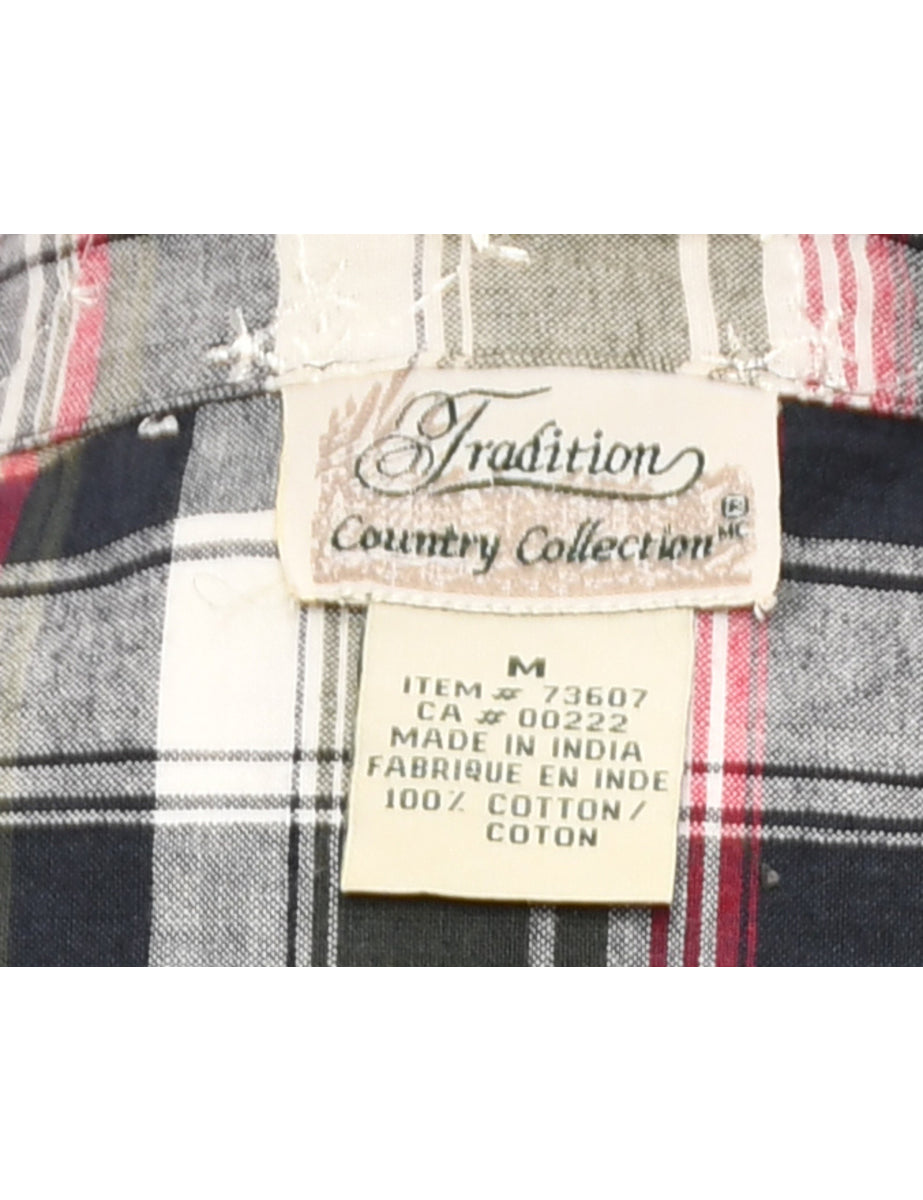 Tradition
Country Collection ® MC
M
ITEM # 73607
CA # 00222
MADE IN INDIA
FABRIQUE EN INDE
100% COTTON/
COTON